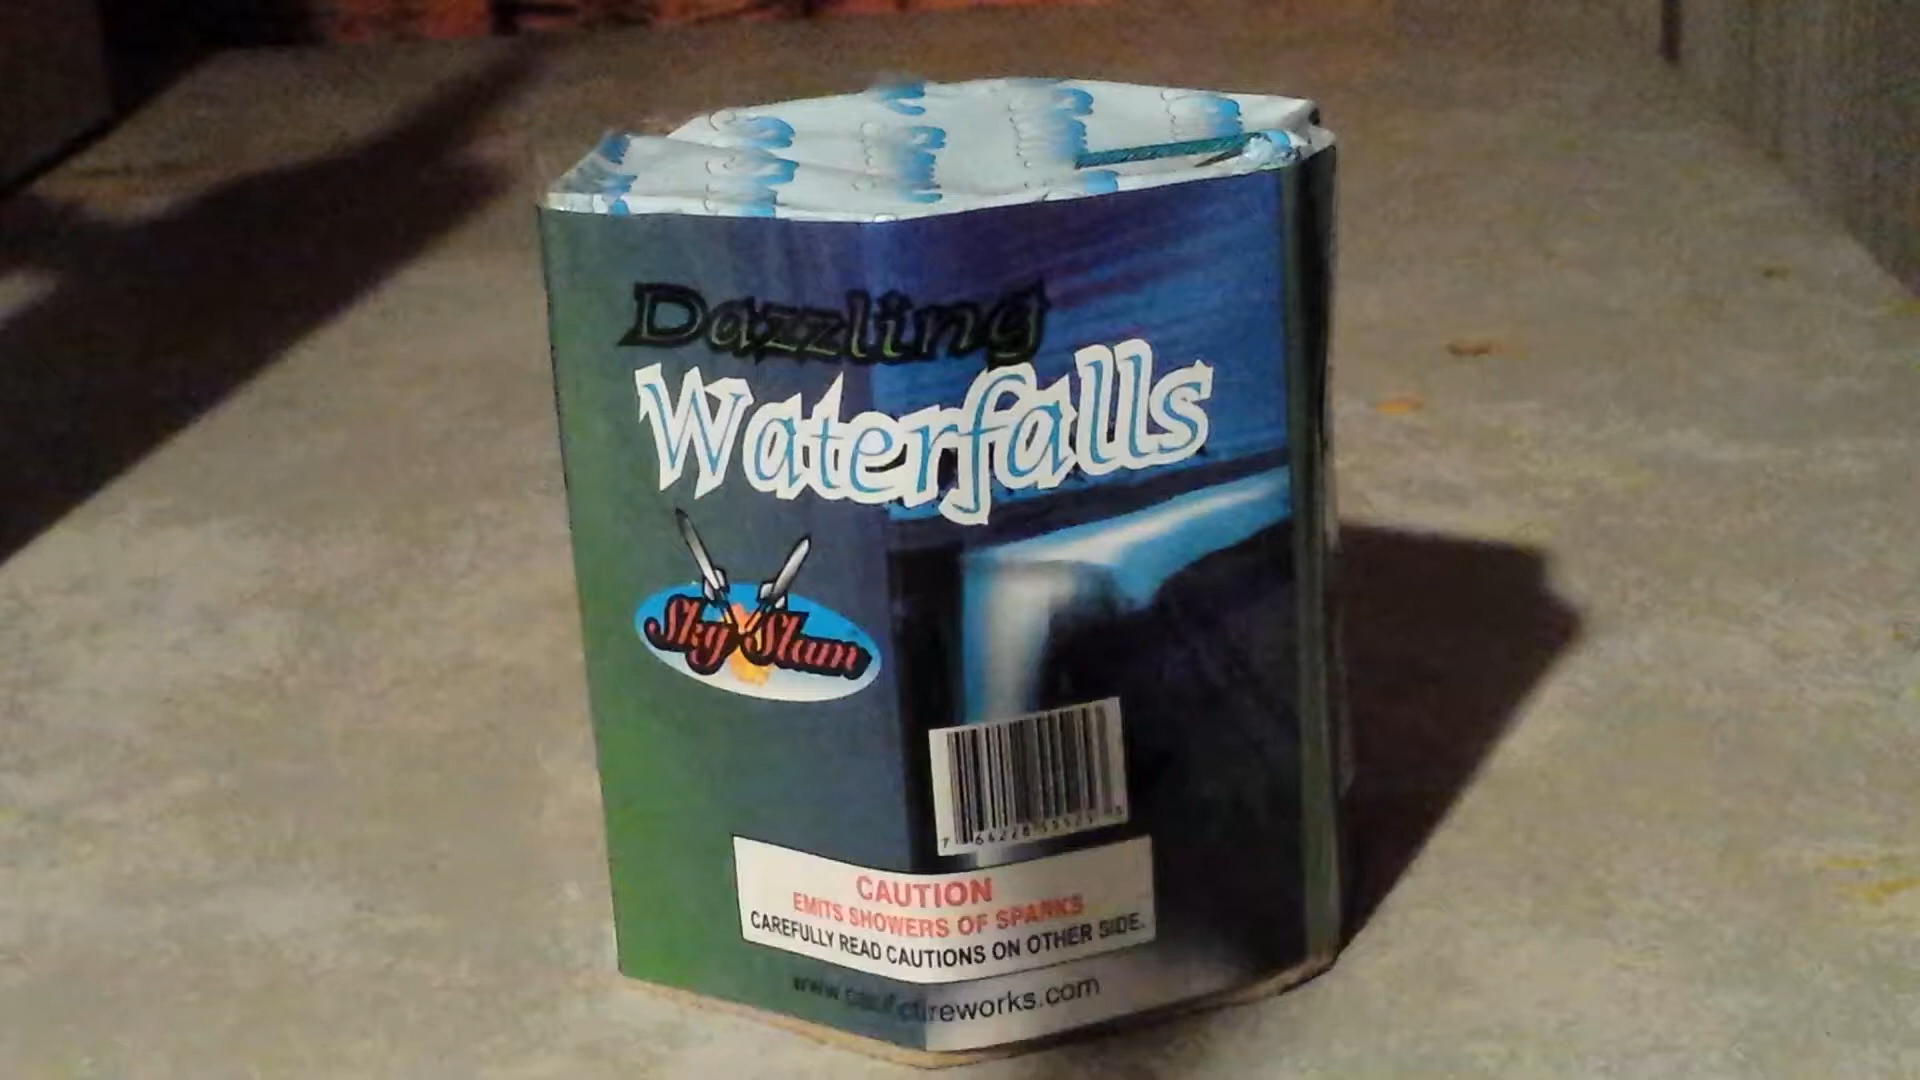 Dazzling
Waterfalls
Sky Slam
CAUTION
EMITS SHOWERS OF SPARKS
CAREFULLY READ CAUTIONS ON OTHER SIDE.